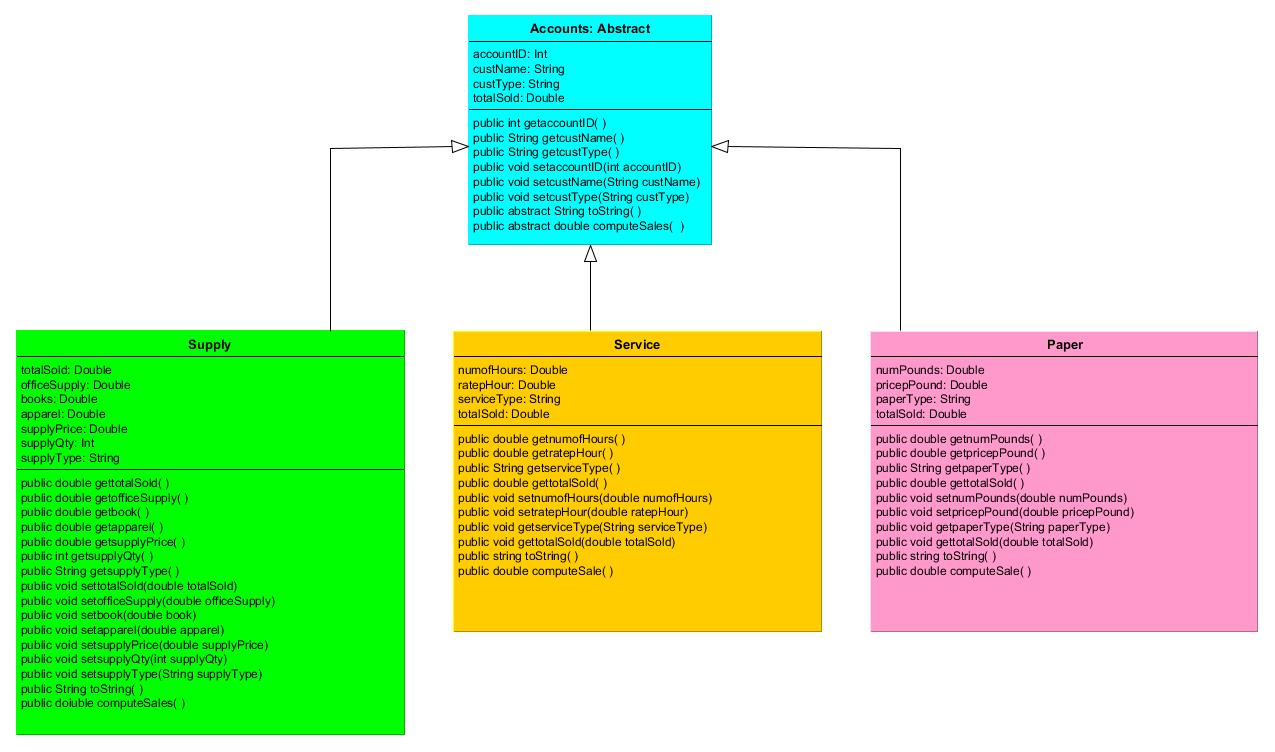 Accounts: Abstract
accountID: Int
custName: String
custType: String
totalSold: Double
public int getaccountID( )
public String getcustName( )
public String getcustType( )
public void setaccountID(int accountID)
public void setcustName(String custName)
public void setcustType(String custType)
public abstract String toString( )
public abstract double computeSales(  )
Supply
totalSold: Double
officeSupply: Double
books: Double
apparel: Double
supplyPrice: Double
supplyQty: Int
supplyType: String
public double gettotalSold( )
public double getofficeSupply( )
public double getbook( )
public double getapparel( )
public double getsupplyPrice( )
public int getsupplyQty( )
public String getsupplyType( )
public void settotalSold(double totalSold)
public void setofficeSupply(double officeSupply)
public void setbook(double book)
public void setapparel(double apparel)
public void setsupplyPrice(double supplyPrice)
public void setsupplyQty(int supplyQty)
public void setsupplyType(String supplyType)
public String toString( )
public doiuble computeSales( )
Service
numofHours: Double
ratepHour: Double
serviceType: String
totalSold: Double
public double getnumofHours( )
public double getratepHour( )
public String getserviceType( )
public double gettotalSold( )
public void setnumofHours(double numofHours)
public void setratepHour(double ratepHour)
public void getserviceType(String serviceType)
public void gettotalSold(double totalSold)
public string toString( )
public double computeSale( )
Paper
numPounds: Double
pricepPound: Double
paperType: String
totalSold: Double
public double getnumPounds( )
public double getpricepPound( )
public String getpaperType( )
public double gettotalSold( )
public void setnumPounds(double numPounds)
public void setpricepPound(double pricepPound)
public void getpaperType(String paperType)
public void gettotalSold(double totalSold)
public string toString( )
public double computeSale( )